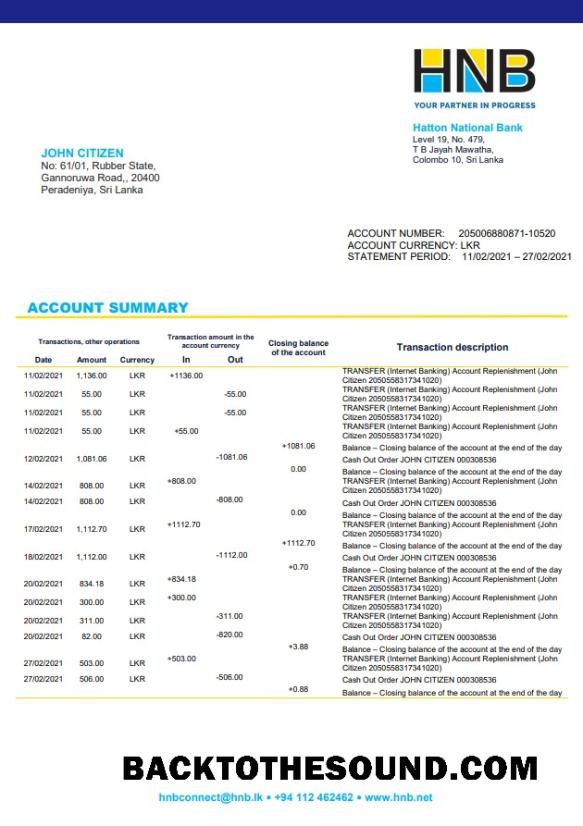 HNB
YOUR PARTNER IN PROGRESS
Hatton National Bank
Level 19, No. 479,
T B Jayah Mawatha,
Colombo 10, Sri Lanka
JOHN CITIZEN
No: 61/01, Rubber State,
Gannoruwa Road,, 20400
Peradeniya, Sri Lanka
ACCOUNT NUMBER: 205006880871-10520
ACCOUNT CURRENCY: LKR
STATEMENT PERIOD: 11/02/2021 – 27/02/2021
ACCOUNT SUMMARY
Transactions, other operations
Transaction amount in the
account currency
Closing balance
of the account
Transaction description
Date Amount Currency In Out
11/02/2021 1,136.00 LKR +1136.00 TRANSFER (Internet Banking) Account Replenishment (John
Citizen 2050558317341020)
11/02/2021 55.00 LKR -55.00 TRANSFER (Internet Banking) Account Replenishment (John
Citizen 2050558317341020)
11/02/2021 55.00 LKR -55.00 TRANSFER (Internet Banking) Account Replenishment (John
Citizen 2050558317341020)
11/02/2021 55.00 LKR +55.00 TRANSFER (Internet Banking) Account Replenishment (John
Citizen 2050558317341020)
+1081.06 Balance – Closing balance of the account at the end of the day
12/02/2021 1,081.06 LKR -1081.06 Cash Out Order JOHN CITIZEN 000308536
0.00 Balance – Closing balance of the account at the end of the day
14/02/2021 808.00 LKR +808.00 TRANSFER (Internet Banking) Account Replenishment (John
Citizen 2050558317341020)
14/02/2021 808.00 LKR -808.00 Cash Out Order JOHN CITIZEN 000308536
0.00 Balance – Closing balance of the account at the end of the day
17/02/2021 1,112.70 LKR +1112.70 TRANSFER (Internet Banking) Account Replenishment (John
Citizen 2050558317341020)
+1112.70 Balance – Closing balance of the account at the end of the day
18/02/2021 1,112.00 LKR -1112.00 Cash Out Order JOHN CITIZEN 000308536
+0.70 Balance – Closing balance of the account at the end of the day
20/02/2021 834.18 LKR +834.18 TRANSFER (Internet Banking) Account Replenishment (John
Citizen 2050558317341020)
20/02/2021 300.00 LKR +300.00 TRANSFER (Internet Banking) Account Replenishment (John
Citizen 2050558317341020)
20/02/2021 311.00 LKR -311.00 TRANSFER (Internet Banking) Account Replenishment (John
Citizen 2050558317341020)
20/02/2021 82.00 LKR -820.00 Cash Out Order JOHN CITIZEN 000308536
+3.88 Balance – Closing balance of the account at the end of the day
27/02/2021 503.00 LKR +503.00 TRANSFER (Internet Banking) Account Replenishment (John
Citizen 2050558317341020)
27/02/2021 506.00 LKR -506.00 Cash Out Order JOHN CITIZEN 000308536
+0.88 Balance – Closing balance of the account at the end of the day
BACKTOTHESOUND.COM
hnbconnect@hnb.lk • +94 112 462462 • www.hnb.net